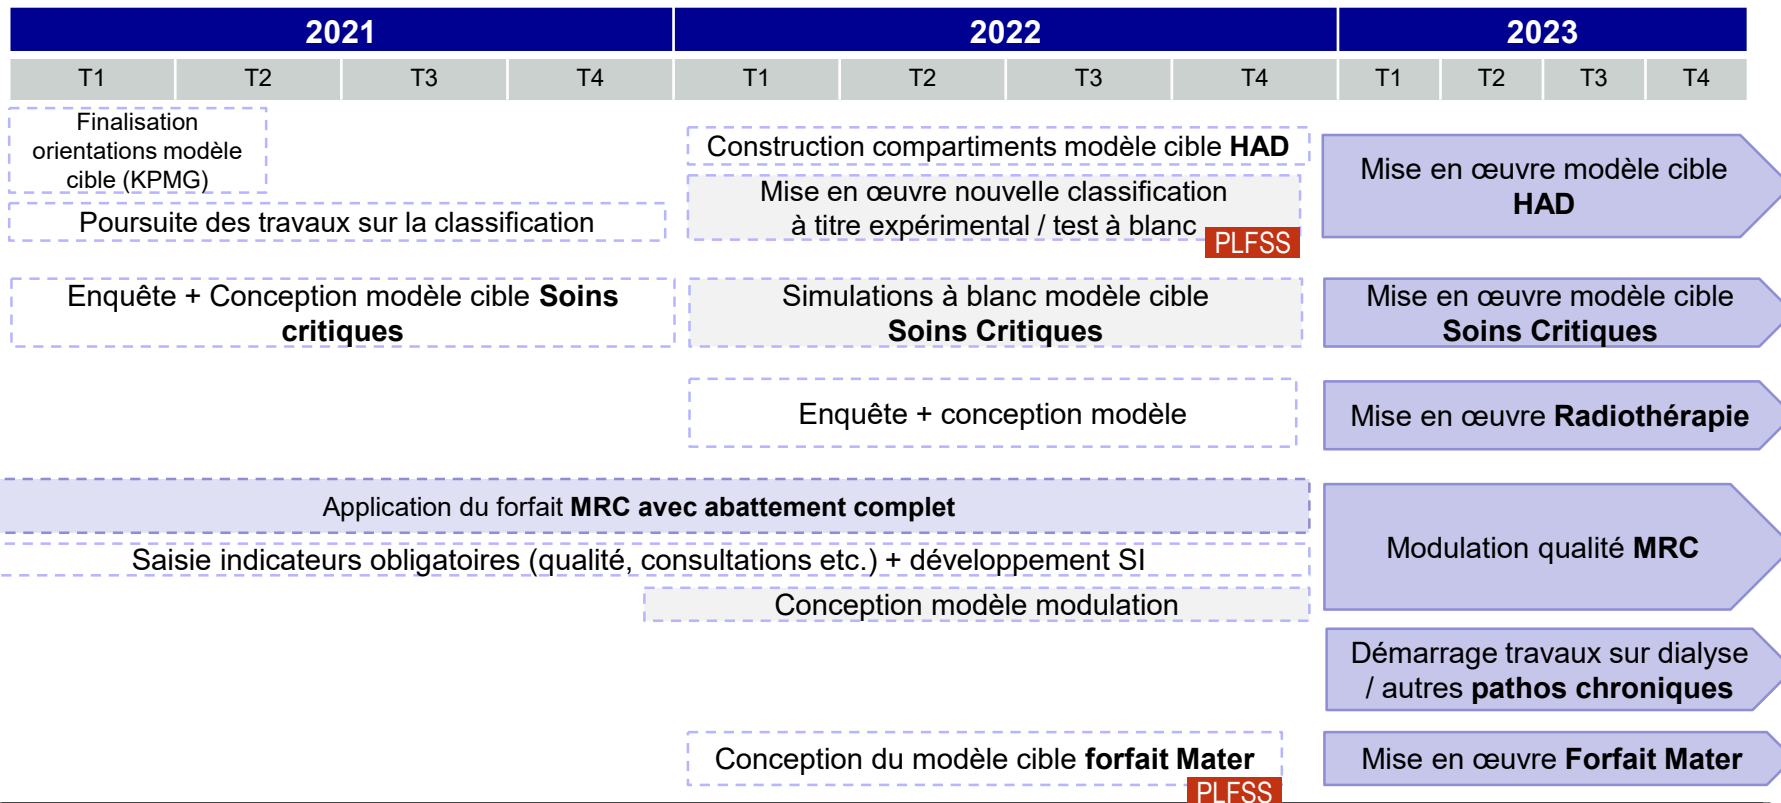 2021
2022
2023
T1
T2
T3
T4
T1
T2
T3
T4
T1
T2
T3
T4
Finalisation
orientations modèle
cible (KPMG)
Poursuite des travaux sur la classification
Construction compartiments modèle cible HAD
Mise en œuvre nouvelle classification
à titre expérimental / test à blanc
PLFSS
Mise en œuvre modèle cible
HAD
Enquête + Conception modèle cible Soins
critiques
Simulations à blanc modèle cible
Soins Critiques
Mise en œuvre modèle cible
Soins Critiques
Enquête + conception modèle
Mise en œuvre Radiothérapie
Application du forfait MRC avec abattement complet
Saisie indicateurs obligatoires (qualité, consultations etc.) + développement SI
Conception modèle modulation
Modulation qualité MRC
Démarrage travaux sur dialyse
/ autres pathos chroniques
Conception du modèle cible forfait Mater
PLFSS
Mise en œuvre Forfait Mater